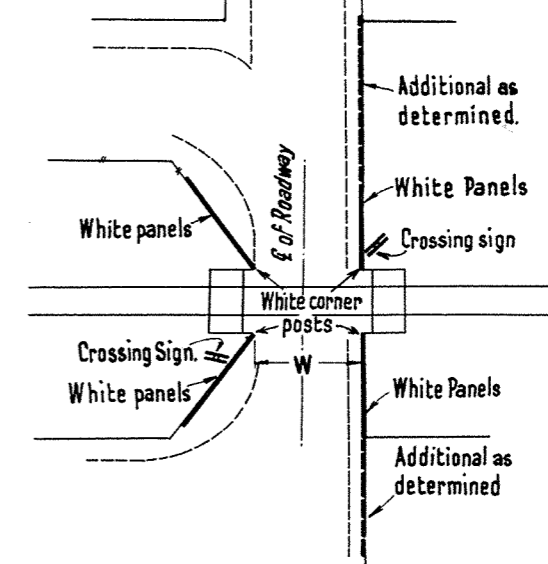 Additional as
determined.
White Panels
℄ of Roadway
White panels
Crossing sign
White corner
posts
Crossing Sign.
W
White panels
White Panels
Additional as
determined